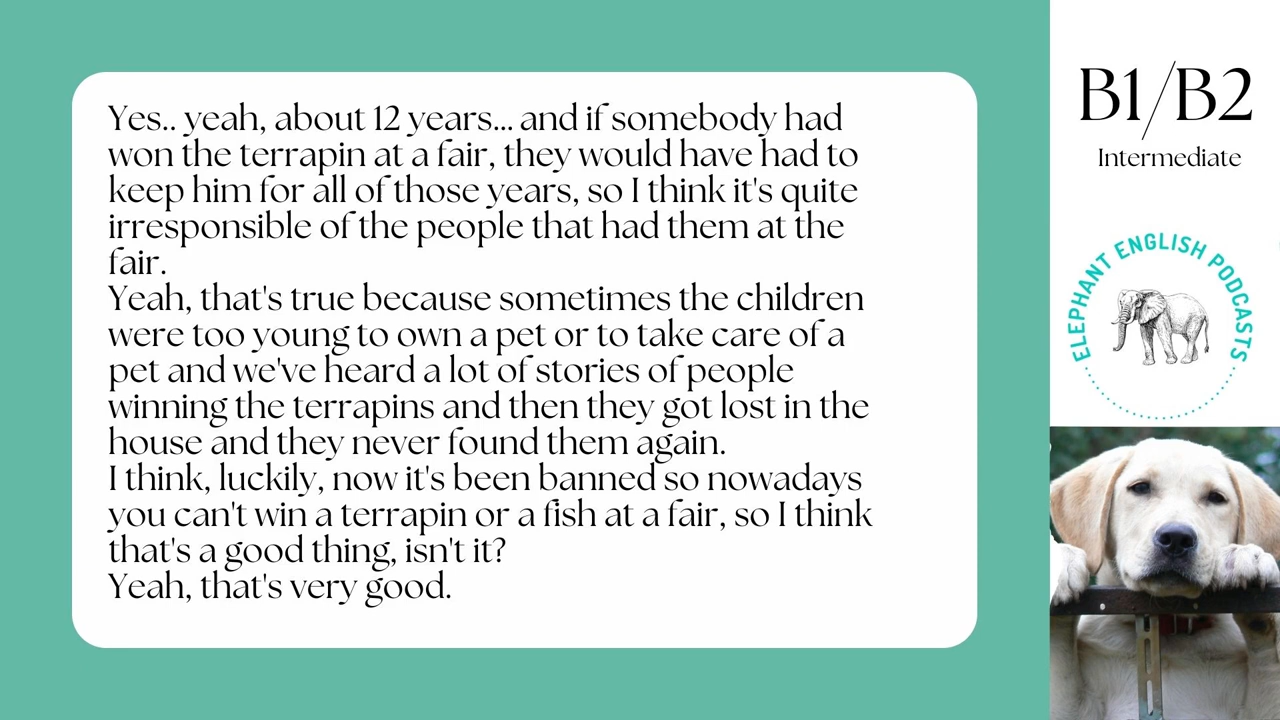 Yes.. yeah, about 12 years... and if somebody had
won the terrapin at a fair, they would have had to
keep him for all of those years, so I think it's quite
irresponsible of the people that had them at the
fair.
Yeah, that's true because sometimes the children
were too young to own a pet or to take care of a
pet and we've heard a lot of stories of people
winning the terrapins and then they got lost in the
house and they never found them again.
I think, luckily, now it's been banned so nowadays
you can't win a terrapin or a fish at a fair, so I think
that's a good thing, isn't it?
Yeah, that's very good.
B1/B2
Intermediate
ELEPHANT ENGLISH PODCASTS